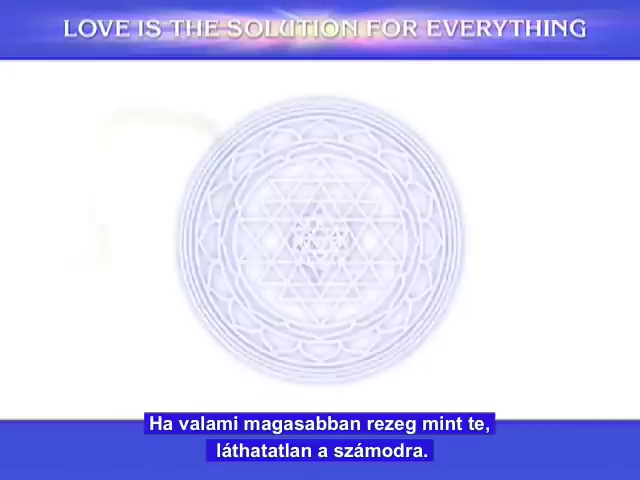 LOVE IS THE SOLUTION FOR EVERYTHING
Ha valami magasabban rezeg mint te,
láthatatlan a számodra.